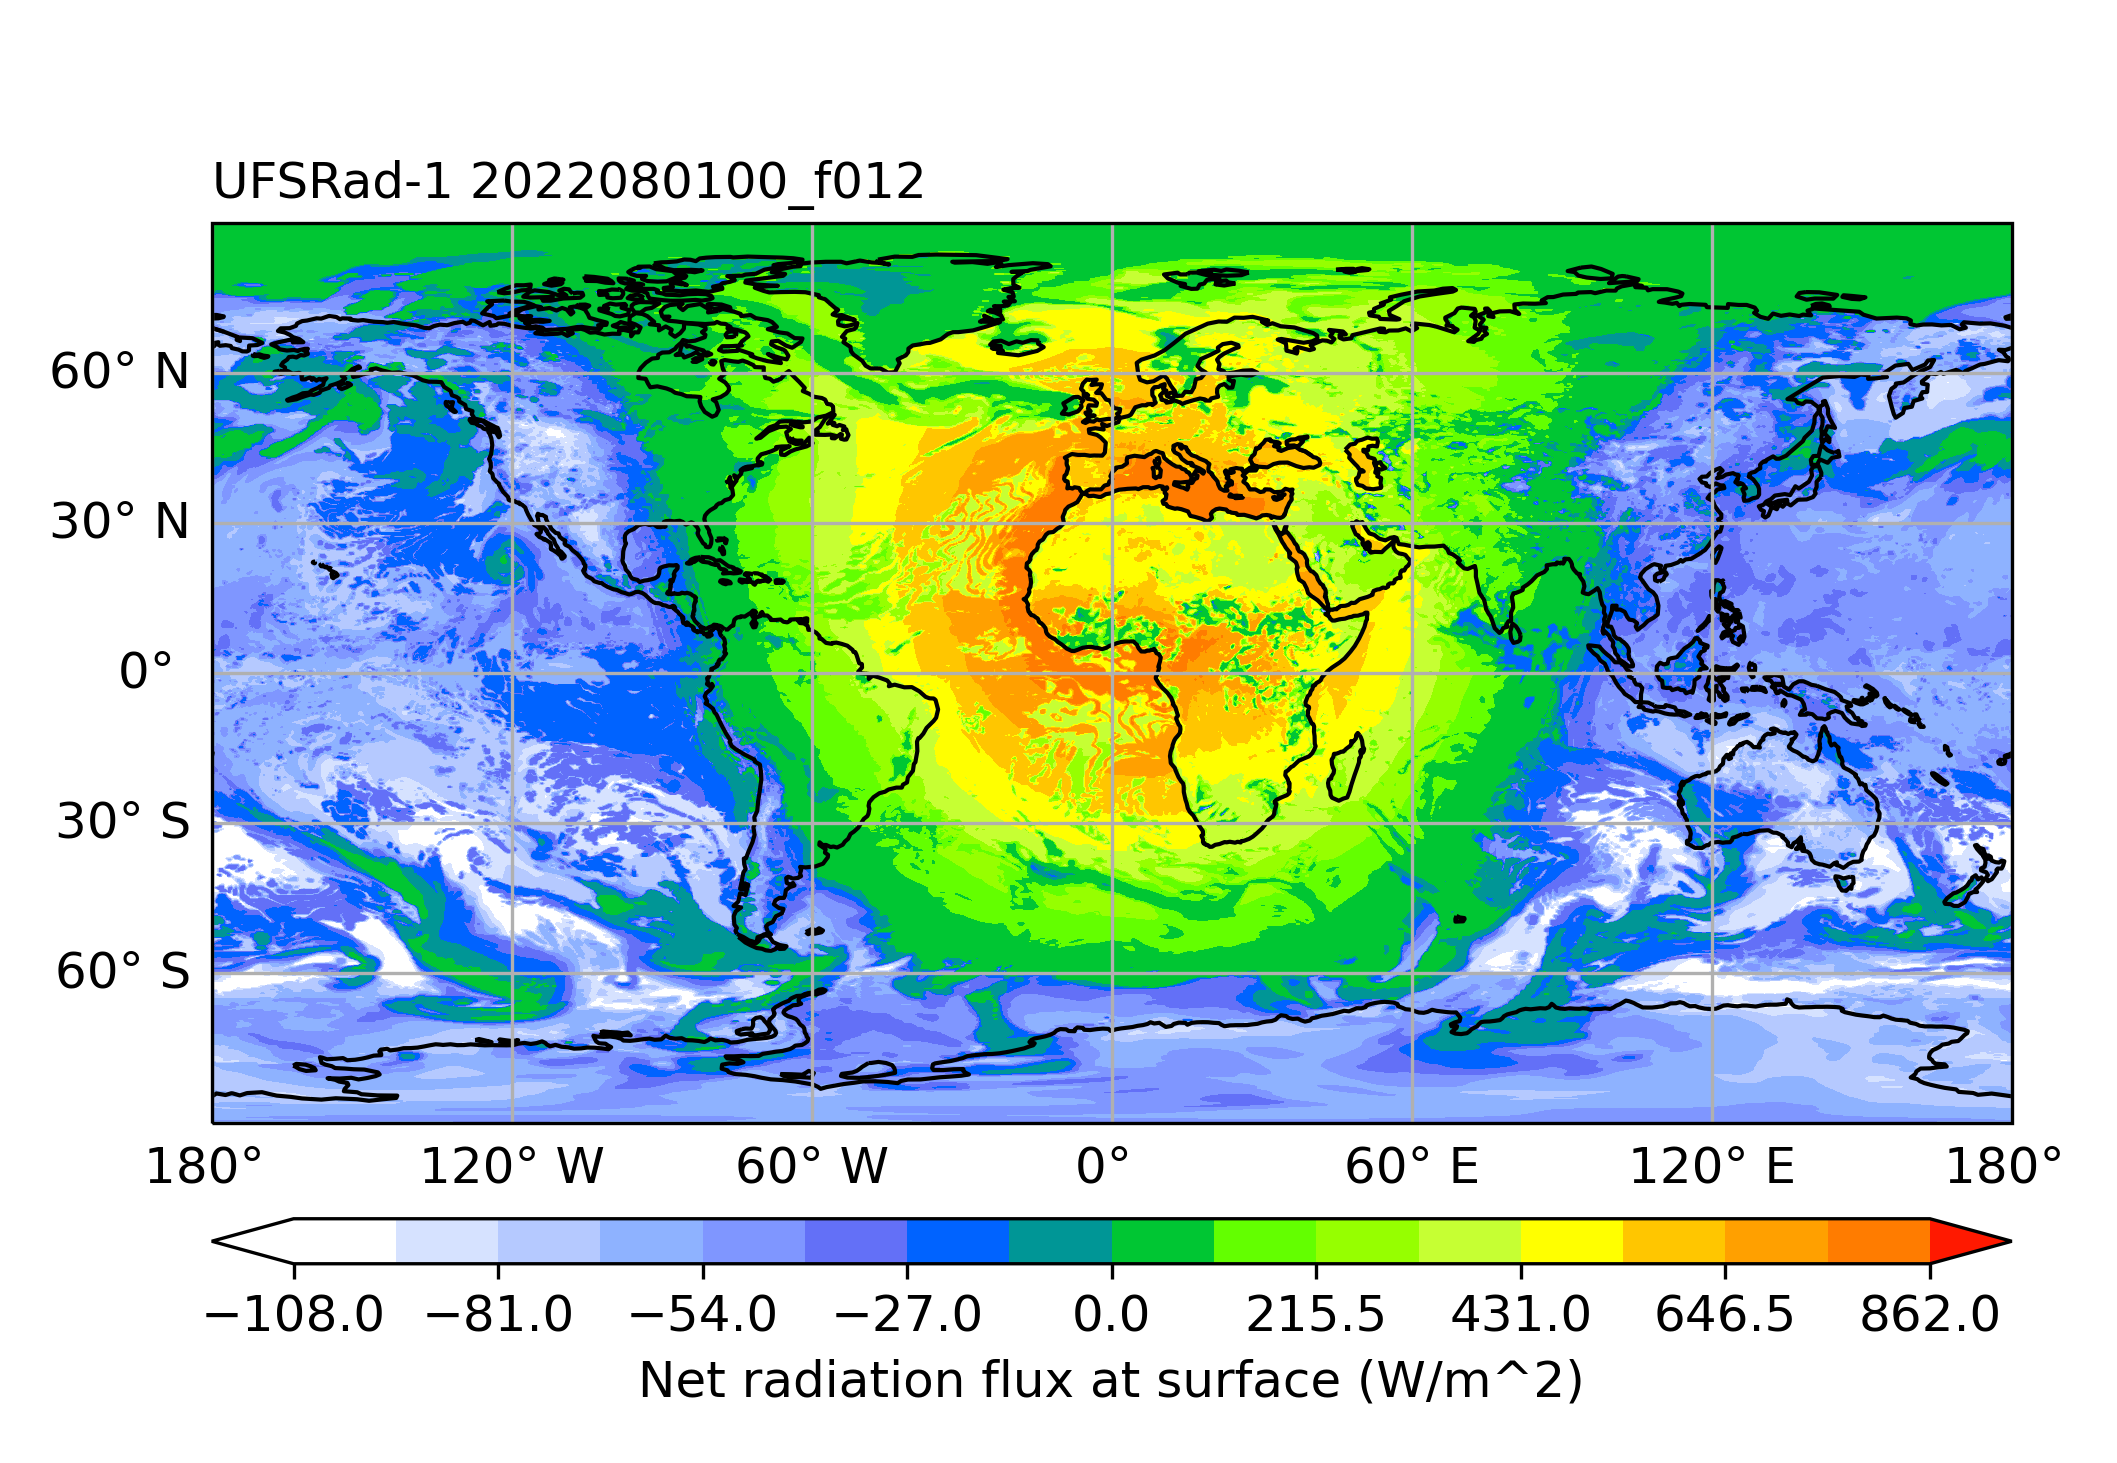 UFSRad-1 2022080100_f012
60° N
30° N
0°
30° S
60° S
180° 120° W 60° W 0° 60° E 120° E 180°
−108.0 −81.0 −54.0 −27.0 0.0 215.5 431.0 646.5 862.0
Net radiation flux at surface (W/m^2)